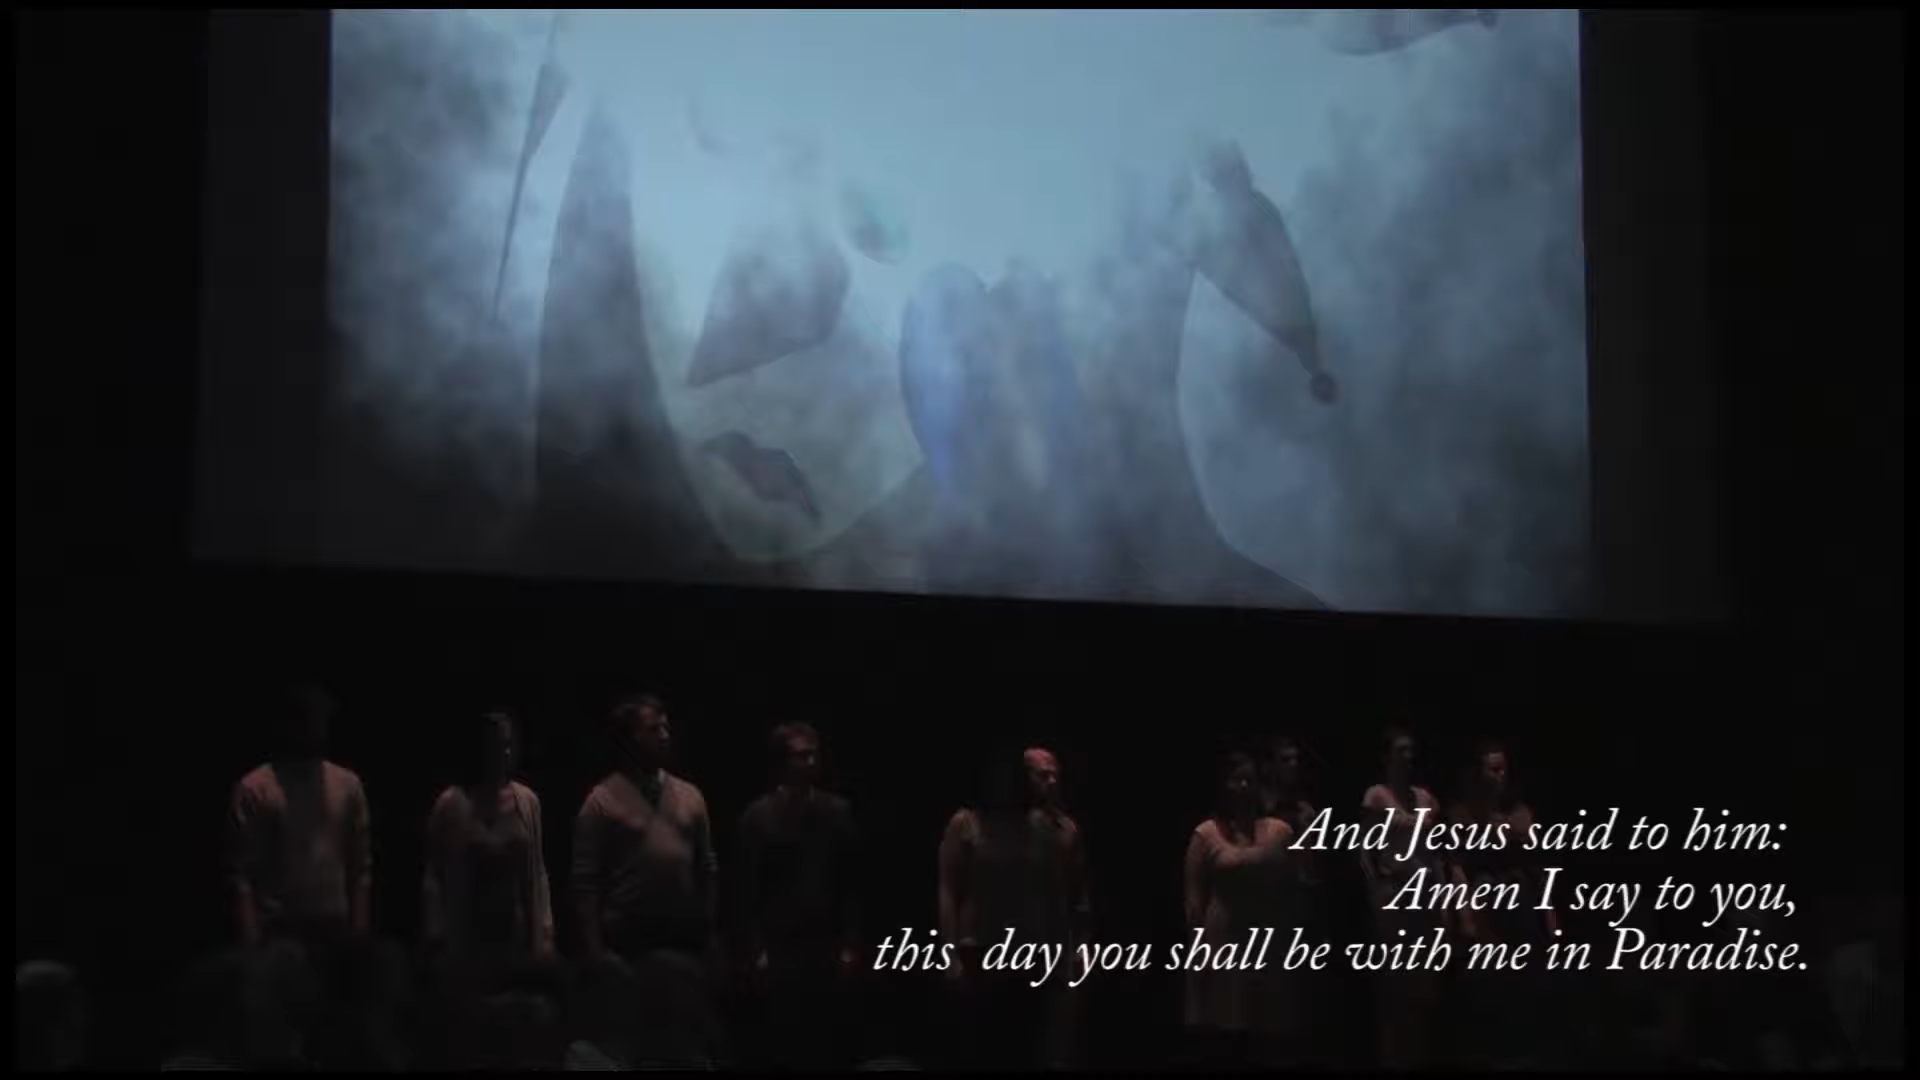 And Jesus said to him:
Amen I say to you,
this day you shall be with me in Paradise.